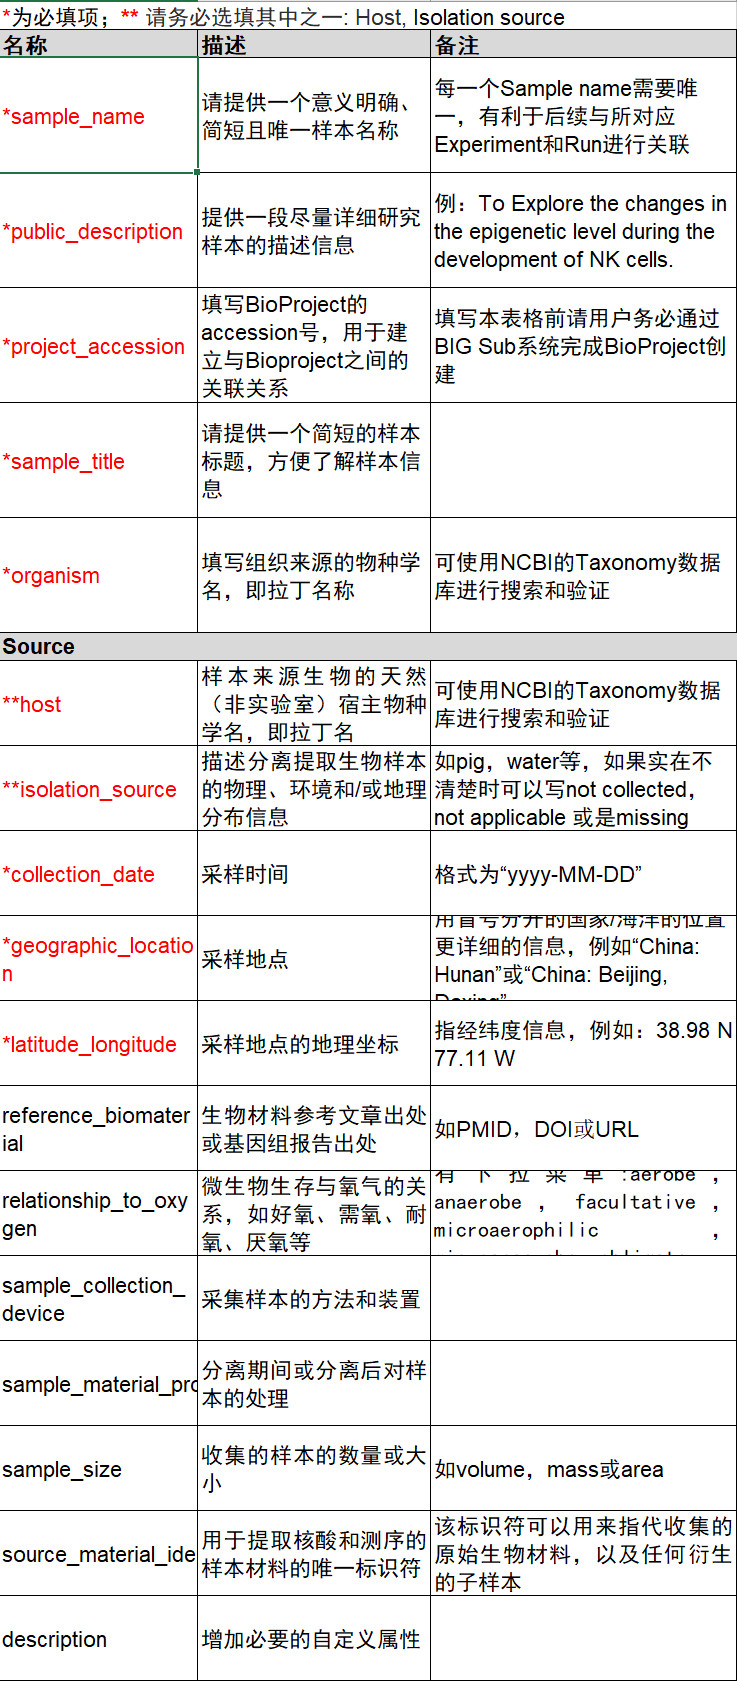 *为必填项；** 请务必选填其中之一: Host, Isolation source
名称 描述 备注
*sample_name
请提供一个意义明确、
简短且唯一样本名称
每一个Sample name需要唯
一，有利于后续与所对应
Experiment和Run进行关联
*public_description
提供一段尽量详细研究
样本的描述信息
例：To Explore the changes in
the epigenetic level during the
development of NK cells.
*project_accession
填写BioProject的
accession号，用于建
立与Bioproject之间的
关联关系
填写本表格前请用户务必通过
BIG Sub系统完成BioProject创
建
*sample_title
请提供一个简短的样本
标题，方便了解样本信
息
*organism
填写组织来源的物种学
名，即拉丁名称
可使用NCBI的Taxonomy数据
库进行搜索和验证
Source
**host
样本来源生物的天然
（非实验室）宿主物种
学名，即拉丁名
可使用NCBI的Taxonomy数据
库进行搜索和验证
**isolation_source
描述分离提取生物样本
的物理、环境和/或地理
分布信息
如pig，water等，如果实在不
清楚时可以写not collected，
not applicable 或是missing
*collection_date
采样时间
格式为“yyyy-MM-DD”
*geographic_locatio
n
采样地点
用冒号分开的国家/海洋的位置
更详细的信息，例如“China:
Hunan”或“China: Beijing,
Daxing”
*latitude_longitude
采样地点的地理坐标
指经纬度信息，例如：38.98 N
77.11 W
reference_biomater
ial
生物材料参考文章出处
或基因组报告出处
如PMID，DOI或URL
relationship_to_oxy
gen
微生物生存与氧气的关
系，如好氧、需氧、耐
氧、厌氧等
有下拉菜单:aerobe，
anaerobe，facultative，
microaerophilic，
sample_collection_
device
采集样本的方法和装置
sample_material_pro
分离期间或分离后对样
本的处理
sample_size
收集的样本的数量或大
小
如volume，mass或area
source_material_ide
用于提取核酸和测序的
样本材料的唯一标识符
该标识符可以用来指代收集的
原始生物材料，以及任何衍生
的子样本
description
增加必要的自定义属性